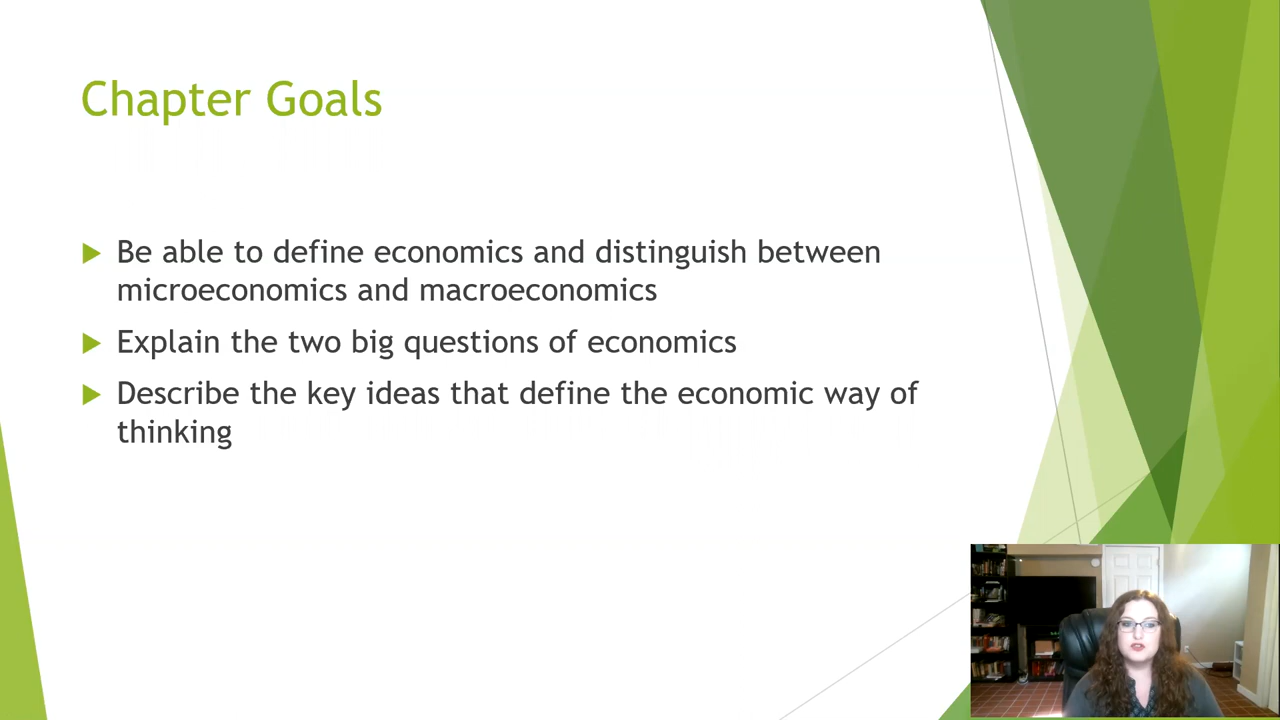 Chapter Goals
Be able to define economics and distinguish between
microeconomics and macroeconomics
Explain the two big questions of economics
Describe the key ideas that define the economic way of
thinking